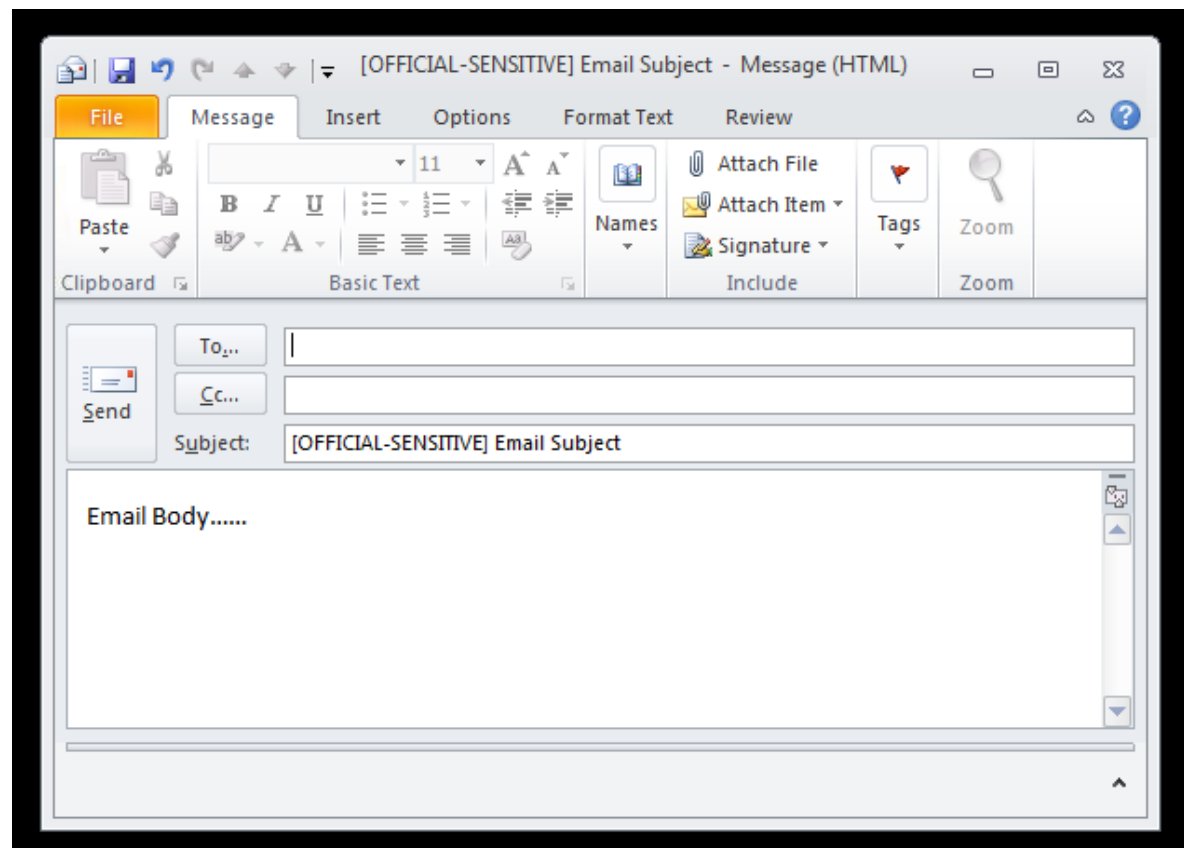 [OFFICIAL-SENSITIVE] Email Subject - Message (HTML)
File Message Insert Options Format Text Review
11 A A
Paste
B I U
ab A Aa
Names
Attach File
Attach Item
Signature
Tags
Zoom
Clipboard Basic Text Include Zoom
Send
To...
Cc...
Subject: [OFFICIAL-SENSITIVE] Email Subject
Email Body......